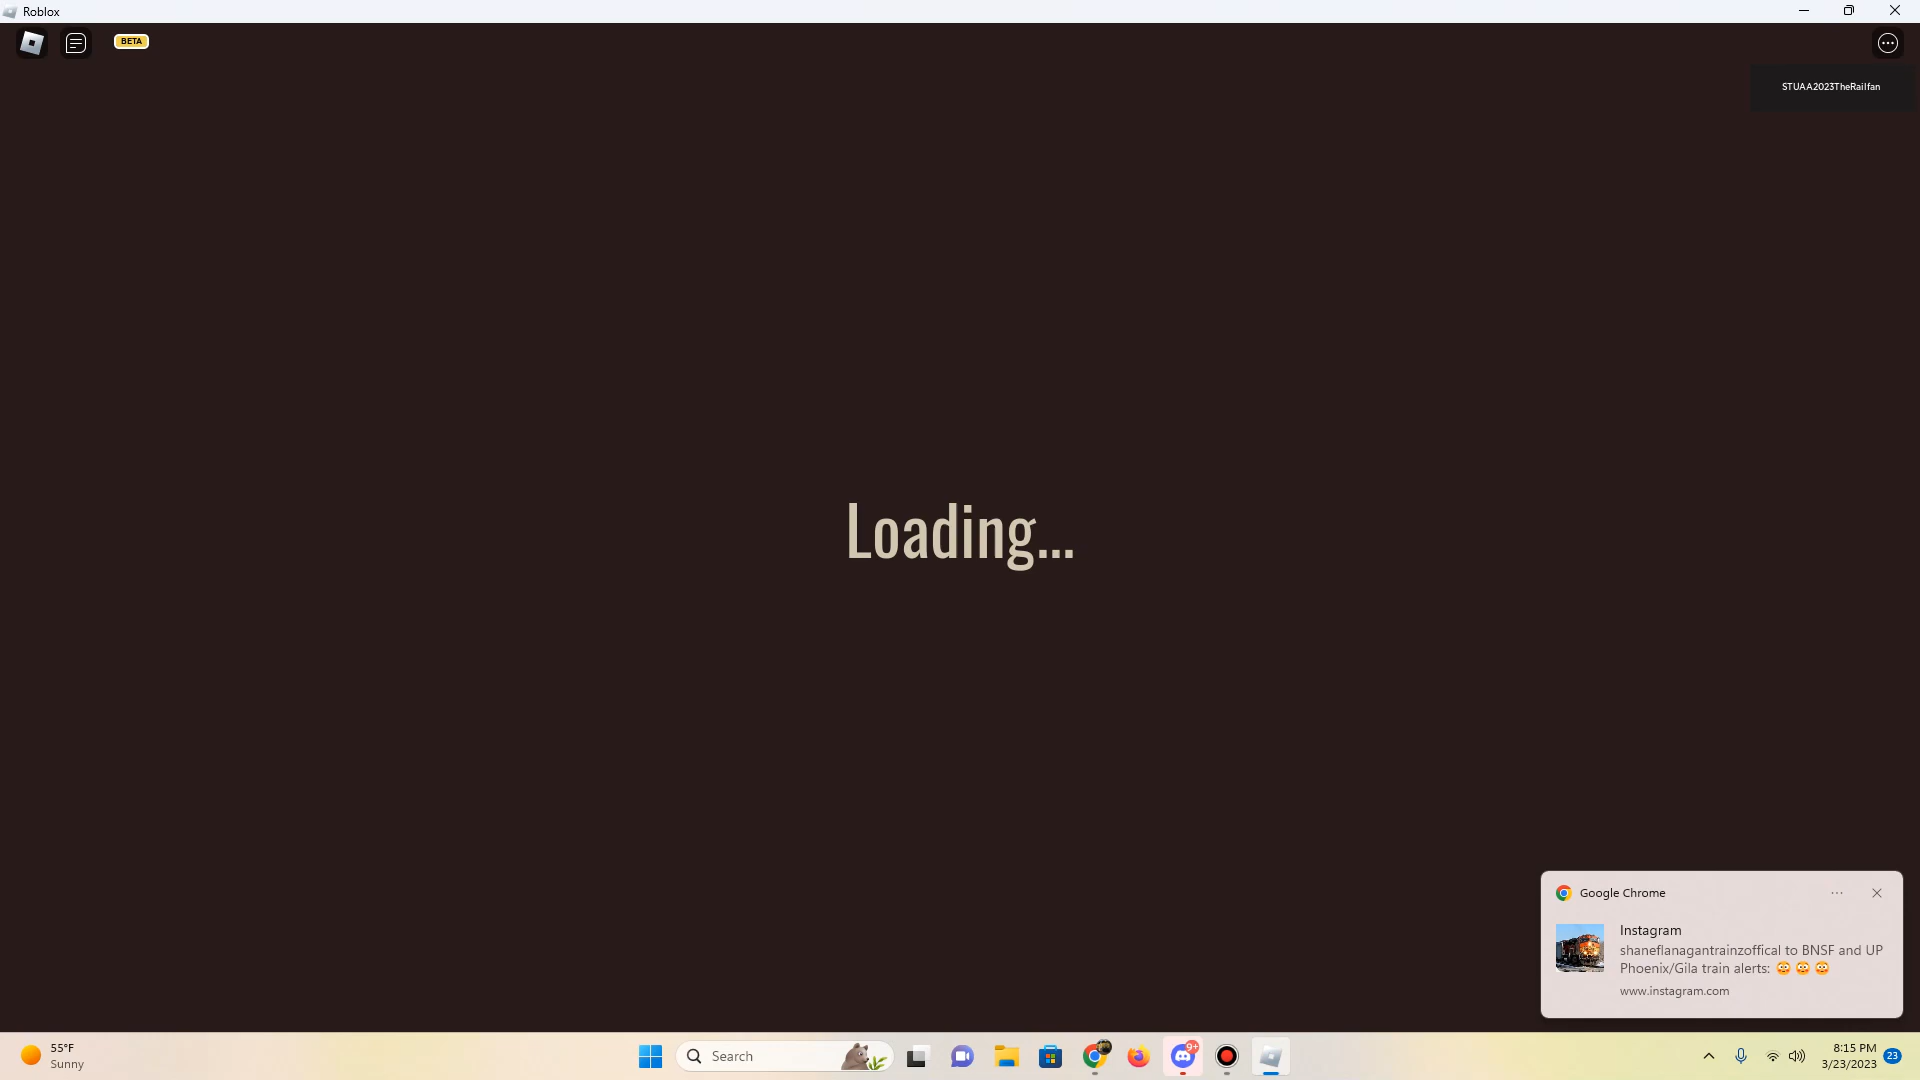 Roblox
BETA
STUAA2023TheRailfan
Loading...
Google Chrome
Instagram
shaneflanagantrainzoffical to BNSF and UP
Phoenix/Gila train alerts: 😳 😳 😳
www.instagram.com
55°F
Sunny
Search
9+
8:15 PM
3/23/2023
23